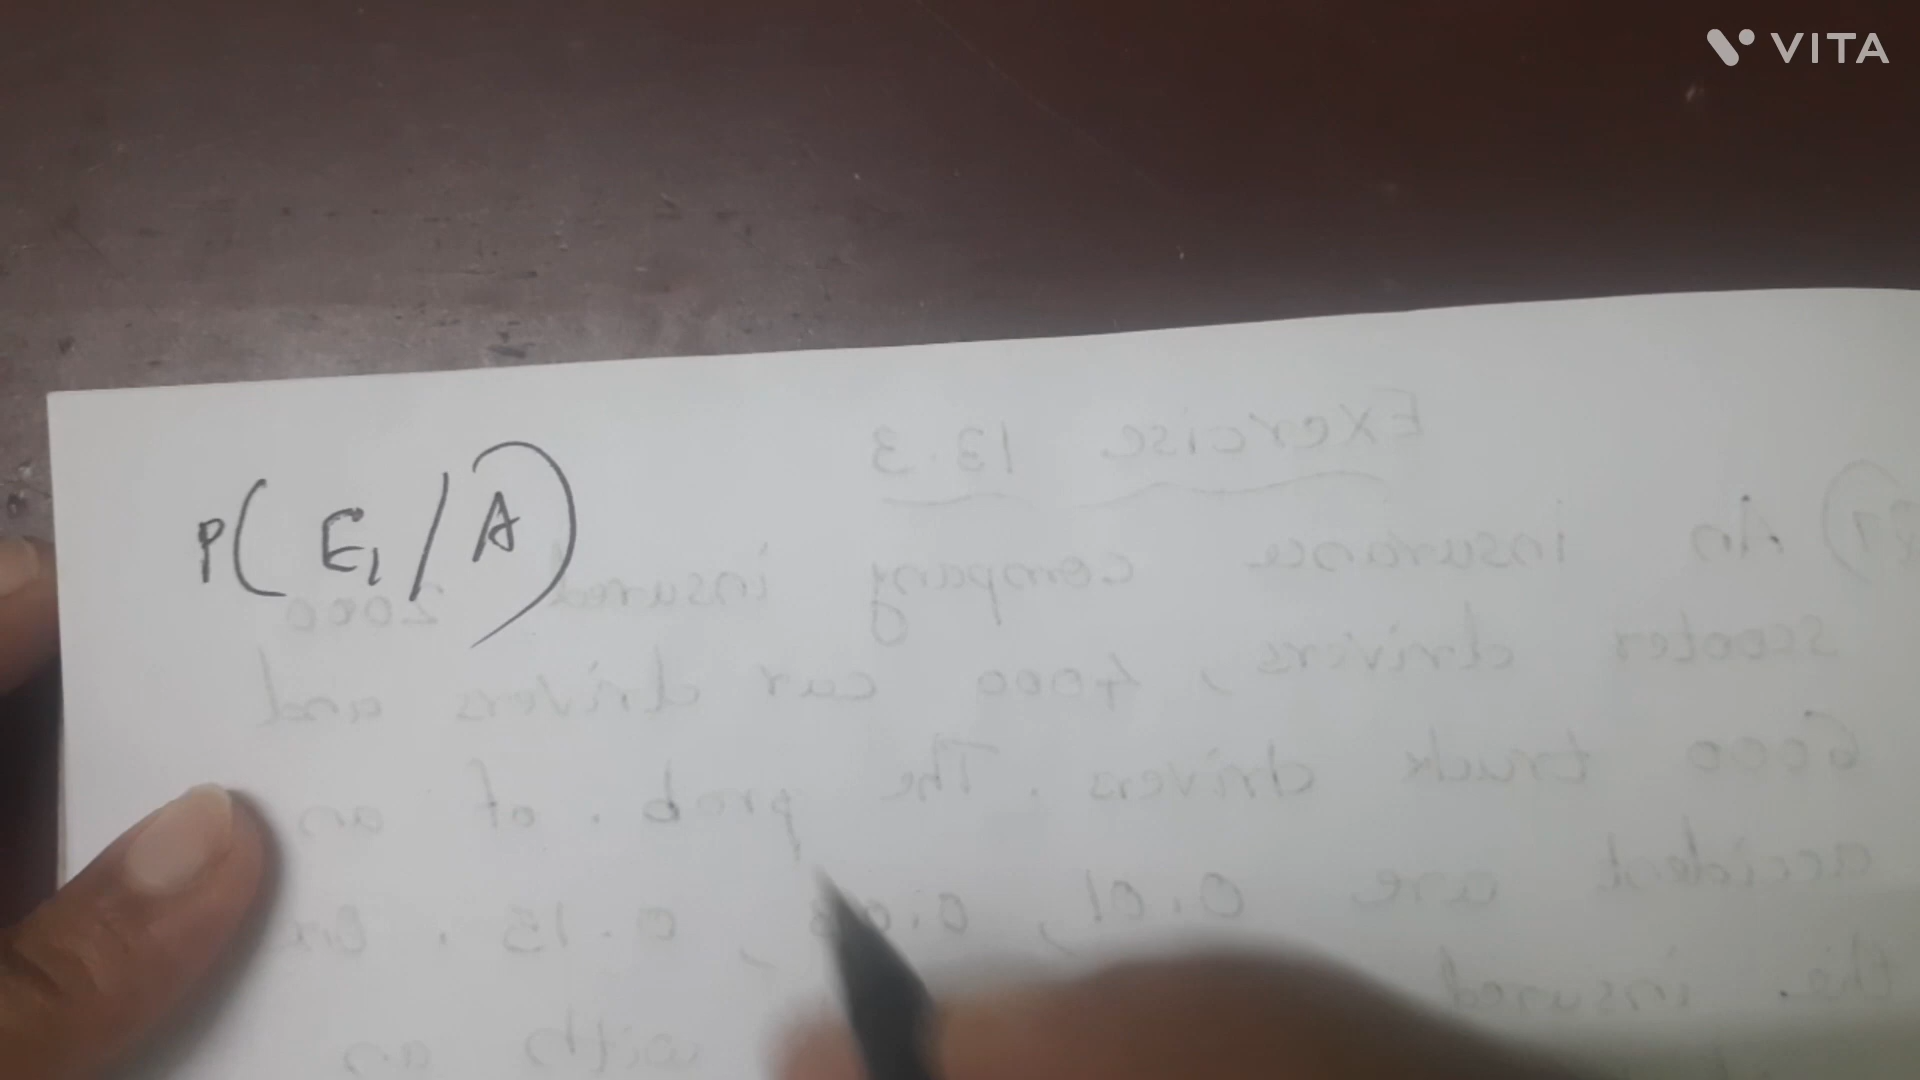 VITA
P(E₁/A)
Exercise 13.3
Q7) An insurance company insured 2000
scooter drivers, 4000 car drivers and
6000 truck drivers. The prob. of an
accident are 0.01, 0.03, 0.15.
the insured
with an